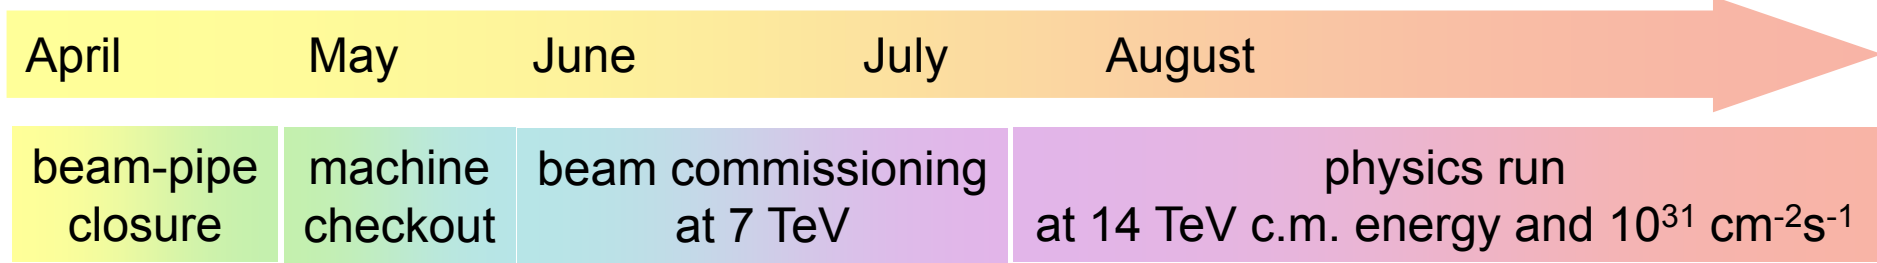 April May June July August
beam-pipe closure
machine checkout
beam commissioning at 7 TeV
physics run
at 14 TeV c.m. energy and 10³¹ cm⁻²s⁻¹